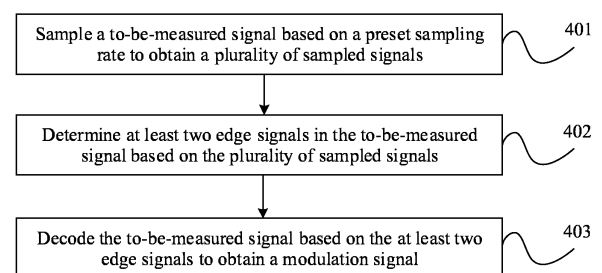 Sample a to-be-measured signal based on a preset sampling
rate to obtain a plurality of sampled signals
401
Determine at least two edge signals in the to-be-measured
signal based on the plurality of sampled signals
402
Decode the to-be-measured signal based on the at least two
edge signals to obtain a modulation signal
403